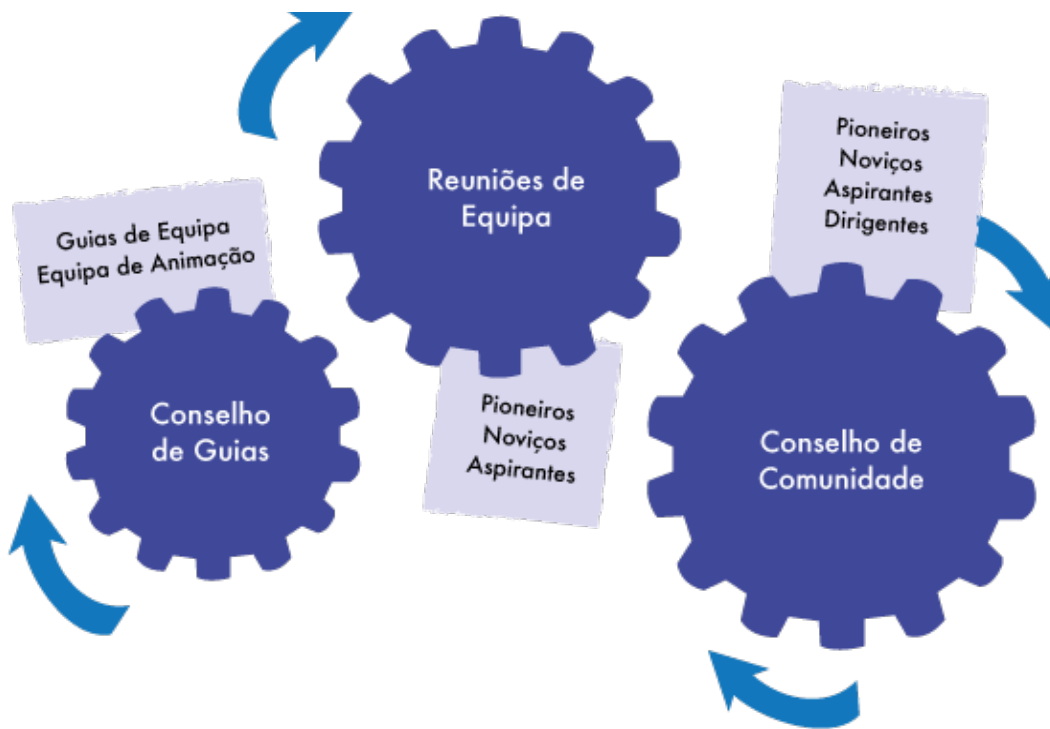 Guias de Equipa
Equipa de Animação
Conselho
de Guias
Reuniões de
Equipa
Pioneiros
Noviços
Aspirantes
Pioneiros
Noviços
Aspirantes
Dirigentes
Conselho de
Comunidade